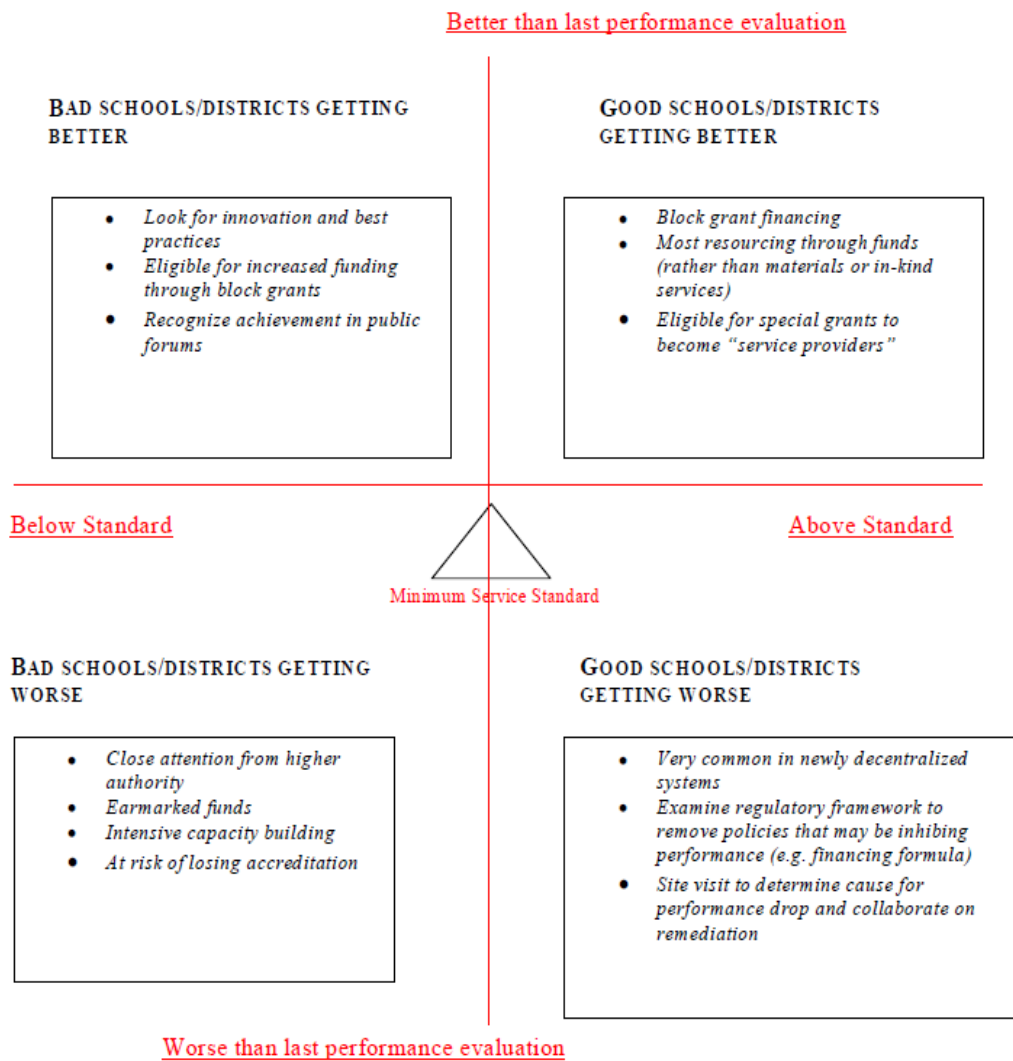 Better than last performance evaluation
BAD SCHOOLS/DISTRICTS GETTING
BETTER
• Look for innovation and best
practices
• Eligible for increased funding
through block grants
• Recognize achievement in public
forums
GOOD SCHOOLS/DISTRICTS
GETTING BETTER
• Block grant financing
• Most resourcing through funds
(rather than materials or in-kind
services)
• Eligible for special grants to
become “service providers”
Below Standard
Above Standard
Minimum Service Standard
BAD SCHOOLS/DISTRICTS GETTING
WORSE
• Close attention from higher
authority
• Earmarked funds
• Intensive capacity building
• At risk of losing accreditation
GOOD SCHOOLS/DISTRICTS
GETTING WORSE
• Very common in newly decentralized
systems
• Examine regulatory framework to
remove policies that may be inhibing
performance (e.g. financing formula)
• Site visit to determine cause for
performance drop and collaborate on
remediation
Worse than last performance evaluation